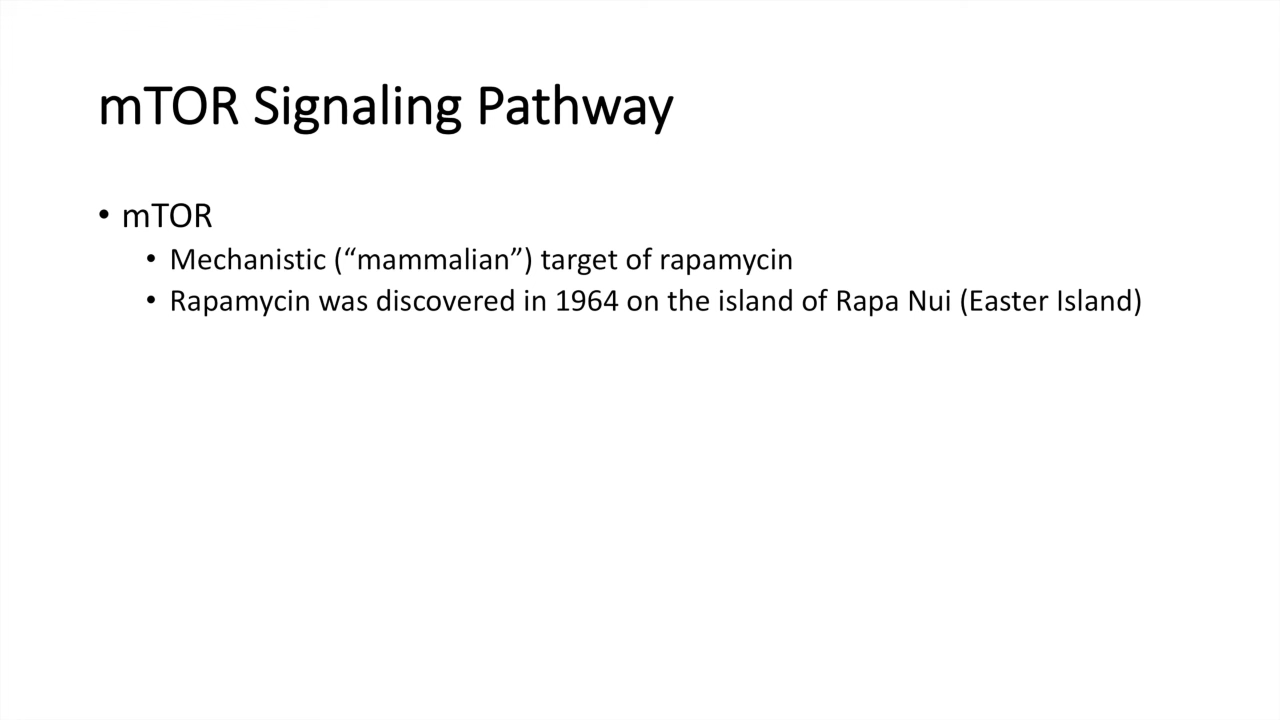 mTOR Signaling Pathway
• mTOR
• Mechanistic (“mammalian”) target of rapamycin
• Rapamycin was discovered in 1964 on the island of Rapa Nui (Easter Island)